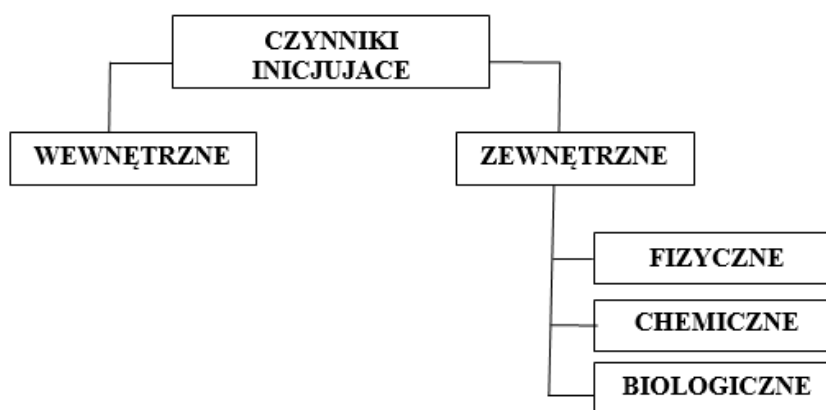 CZYNNIKI
INICJUJACE
WEWNĘTRZNE
ZEWNĘTRZNE
FIZYCZNE
CHEMICZNE
BIOLOGICZNE